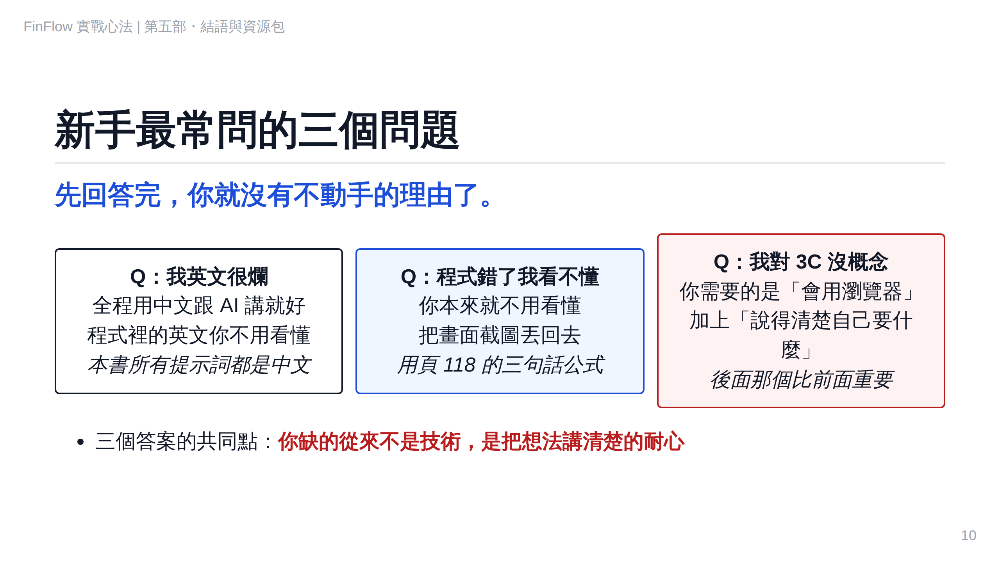 FinFlow 實戰心法 | 第五部・結語與資源包
新手最常問的三個問題
先回答完，你就沒有不動手的理由了。
Q：我英文很爛
全程用中文跟 AI 講就好
程式裡的英文你不用看懂
本書所有提示詞都是中文
Q：程式錯了我看不懂
你本來就不用看懂
把畫面截圖丟回去
用頁 118 的三句話公式
Q：我對 3C 沒概念
你需要的是「會用瀏覽器」
加上「說得清楚自己要什
麼」
後面那個比前面重要
• 三個答案的共同點：你缺的從來不是技術，是把想法講清楚的耐心
10